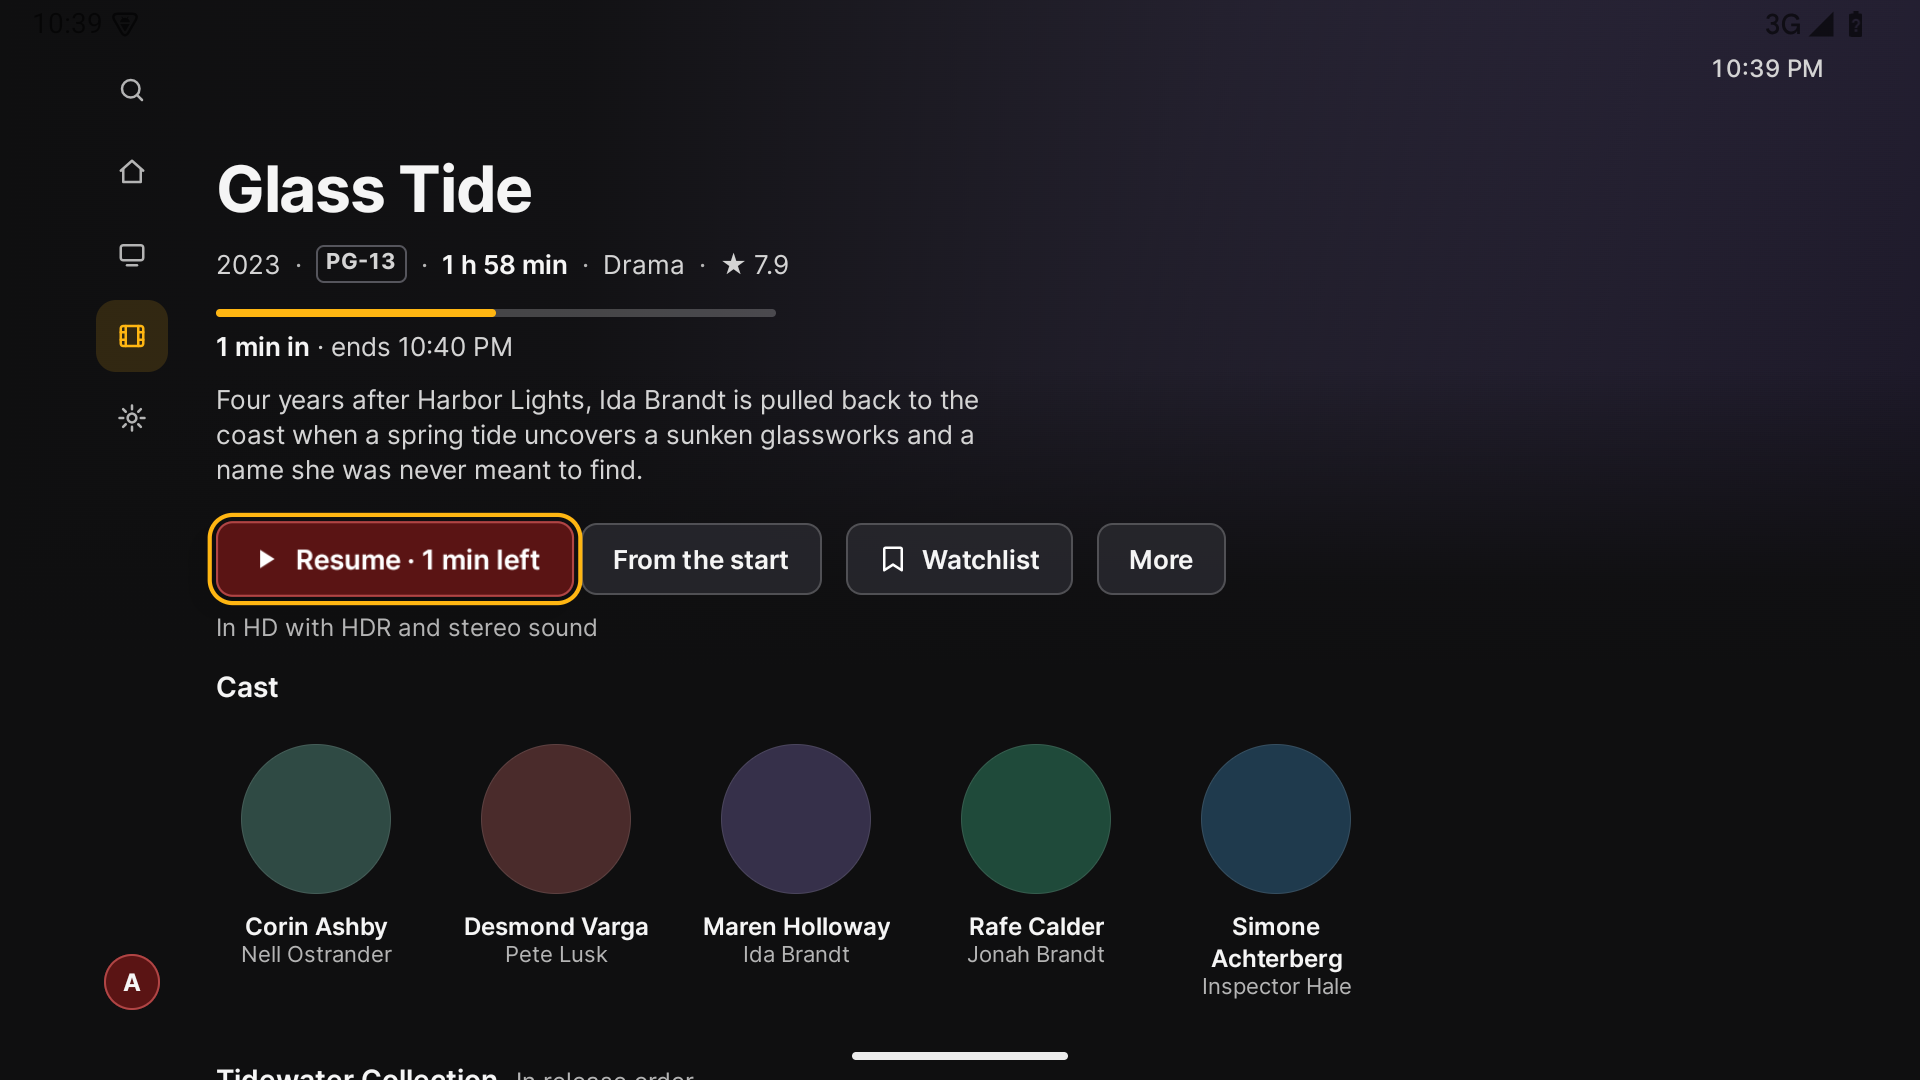 10:39
3G
10:39 PM
Glass Tide
2023 · PG-13 · 1 h 58 min · Drama · ★ 7.9
1 min in · ends 10:40 PM
Four years after Harbor Lights, Ida Brandt is pulled back to the
coast when a spring tide uncovers a sunken glassworks and a
name she was never meant to find.
Resume · 1 min left
From the start
Watchlist
More
In HD with HDR and stereo sound
Cast
Corin Ashby
Nell Ostrander
Desmond Varga
Pete Lusk
Maren Holloway
Ida Brandt
Rafe Calder
Jonah Brandt
Simone
Achterberg
Inspector Hale
A
Tidewater Collection In release order